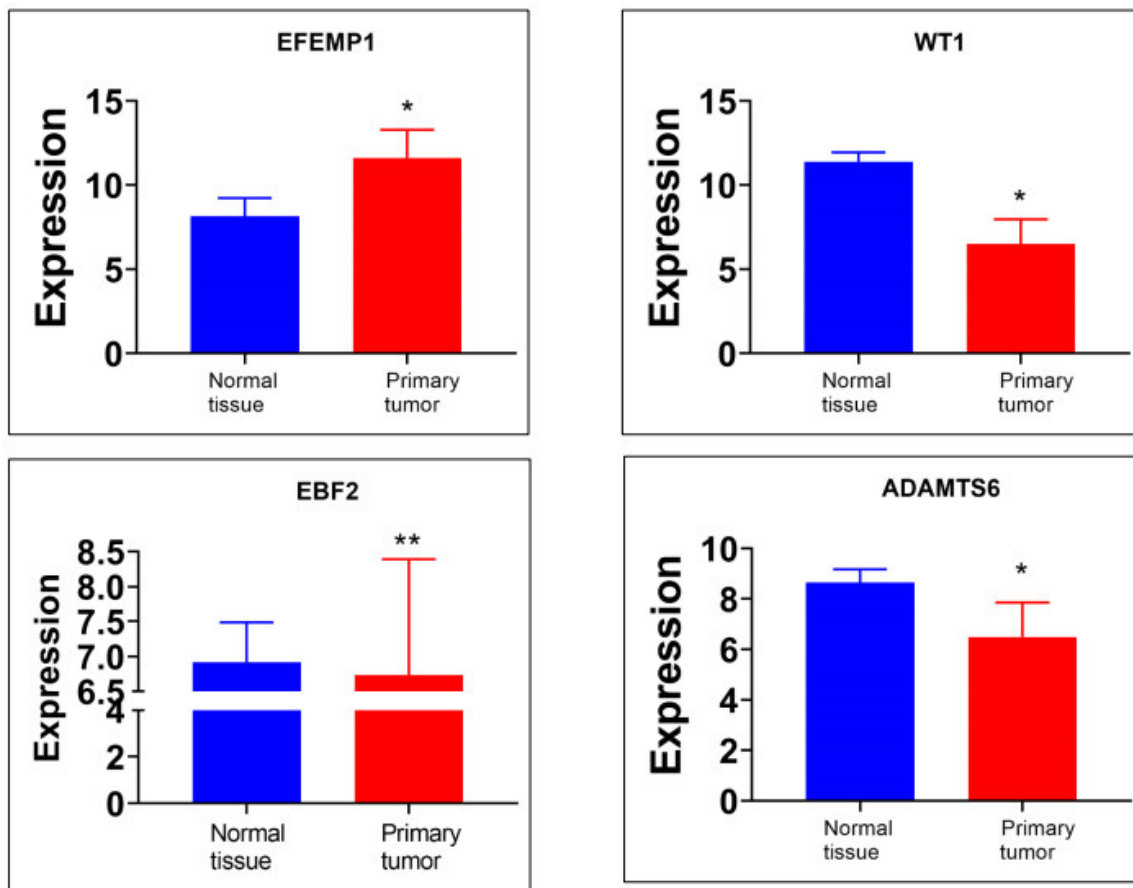 EFEMP1
Expression
15
10
5
0
*
Normal
tissue
Primary
tumor
WT1
Expression
15
10
5
0
*
Normal
tissue
Primary
tumor
EBF2
Expression
8.5
8.0
7.5
7.0
6.5
4
2
0
**
Normal
tissue
Primary
tumor
ADAMTS6
Expression
10
8
6
4
2
0
*
Normal
tissue
Primary
tumor